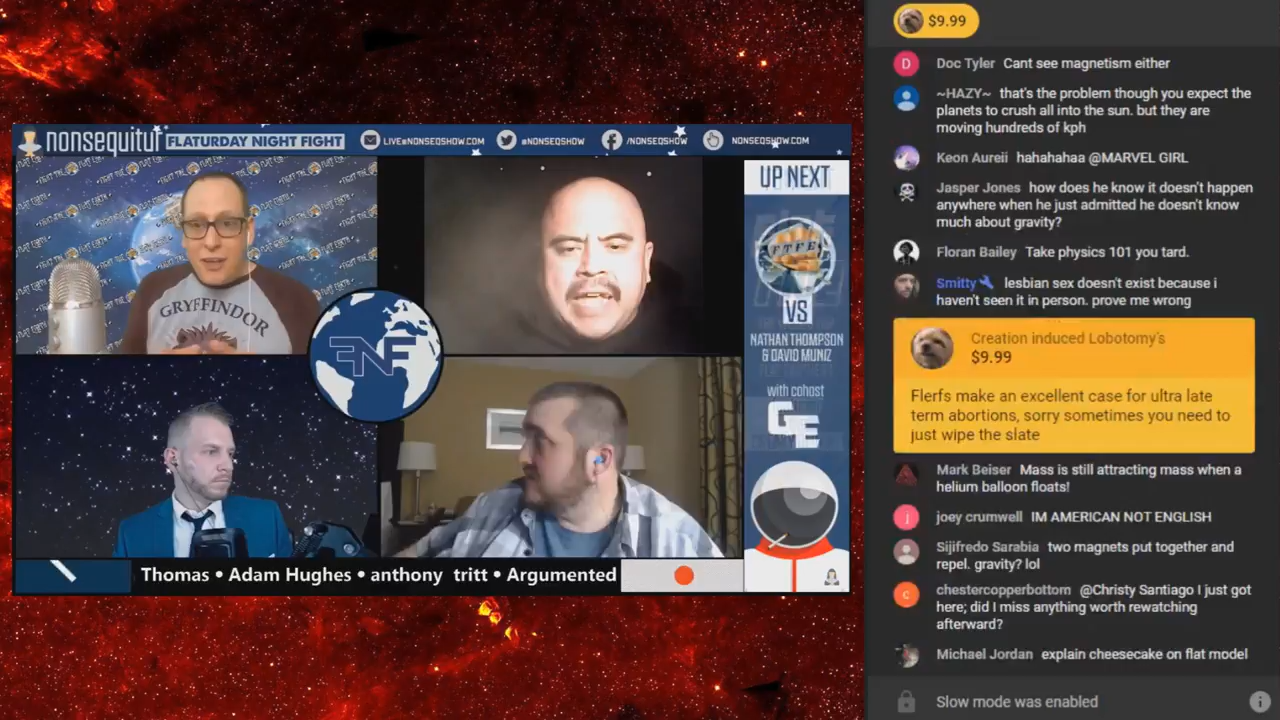 nonsequitur FLATURDAY NIGHT FIGHT LIVE@NONSEQSHOW.COM @NONSEQSHOW /NONSEQSHOW NONSEQSHOW.COM
GRYFFINDOR
FNF
UP NEXT
FTFE
VS
NATHAN THOMPSON
& DAVID MUNIZ
with cohost
GE
Thomas • Adam Hughes • anthony tritt • Argumented
$9.99
D Doc Tyler Cant see magnetism either
~HAZY~ that's the problem though you expect the
planets to crush all into the sun. but they are
moving hundreds of kph
Keon Aureii hahahahaa @MARVEL GIRL
Jasper Jones how does he know it doesn't happen
anywhere when he just admitted he doesn't know
much about gravity?
Floran Bailey Take physics 101 you tard.
Smitty lesbian sex doesn't exist because i
haven't seen it in person. prove me wrong
Creation induced Lobotomy's
$9.99
Flerfs make an excellent case for ultra late
term abortions, sorry sometimes you need to
just wipe the slate
Mark Beiser Mass is still attracting mass when a
helium balloon floats!
j joey crumwell IM AMERICAN NOT ENGLISH
Sijifredo Sarabia two magnets put together and
repel. gravity? lol
c chestercopperbottom @Christy Santiago I just got
here; did I miss anything worth rewatching
afterward?
Michael Jordan explain cheesecake on flat model
Slow mode was enabled